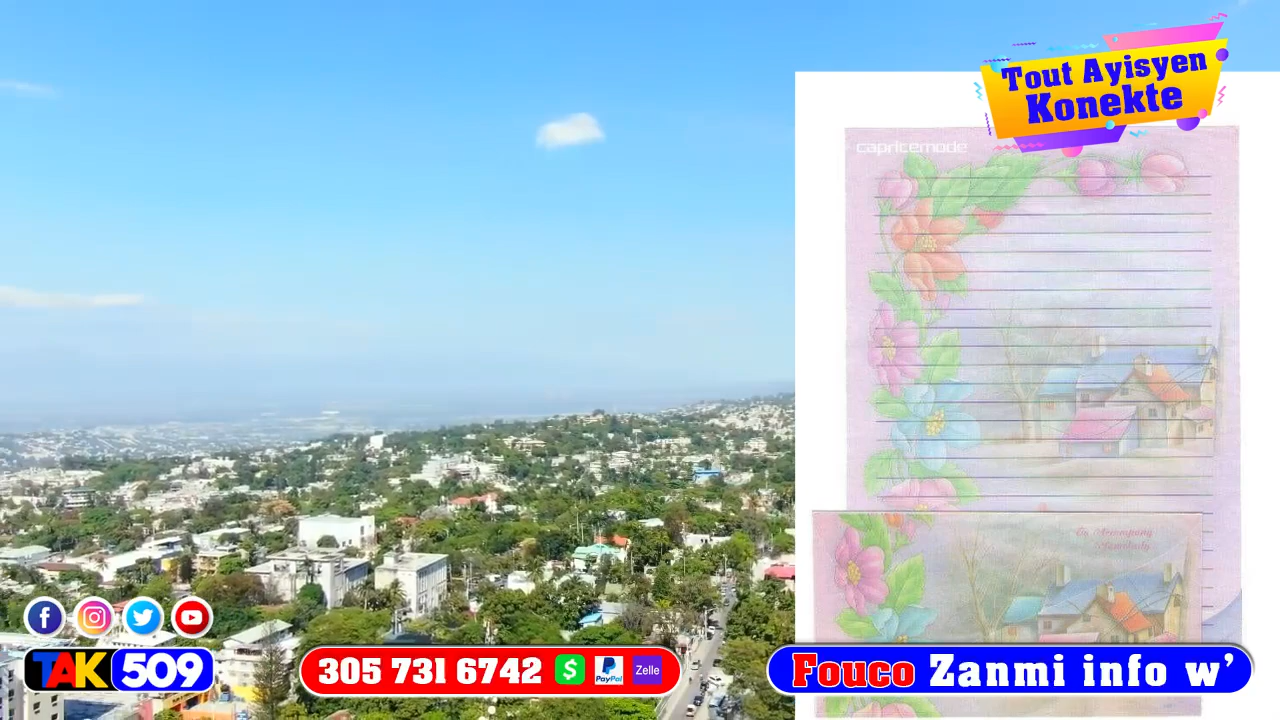 Tout Ayisyen
Konekte
capricemode
TAK 509
305 731 6742
$
PayPal
Zelle
Fouco Zanmi info w'